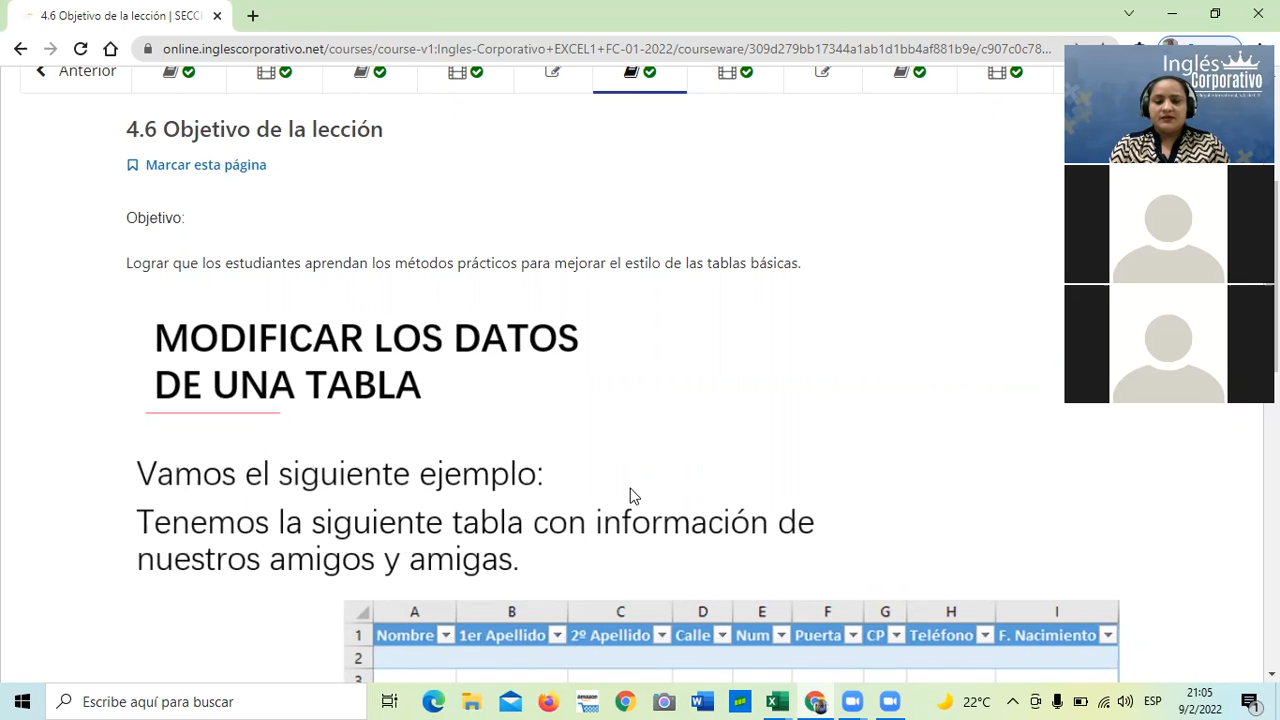 4.6 Objetivo de la lección | SECCI
online.inglescorporativo.net/courses/course-v1:Ingles-Corporativo+EXCEL1+FC-01-2022/courseware/309d279bb17344a1ab1d1bb4af881b9e/c907c0c78...
Anterior
Inglés
Corporativo
4.6 Objetivo de la lección
Marcar esta página
Objetivo:
Lograr que los estudiantes aprendan los métodos prácticos para mejorar el estilo de las tablas básicas.
MODIFICAR LOS DATOS
DE UNA TABLA
Vamos el siguiente ejemplo:
Tenemos la siguiente tabla con información de
nuestros amigos y amigas.
A B C D E F G H I
1 Nombre 1er Apellido 2º Apellido Calle Num Puerta CP Teléfono F. Nacimiento
2
3
Escribe aquí para buscar
amazon
22°C
ESP
21:05
9/2/2022
1